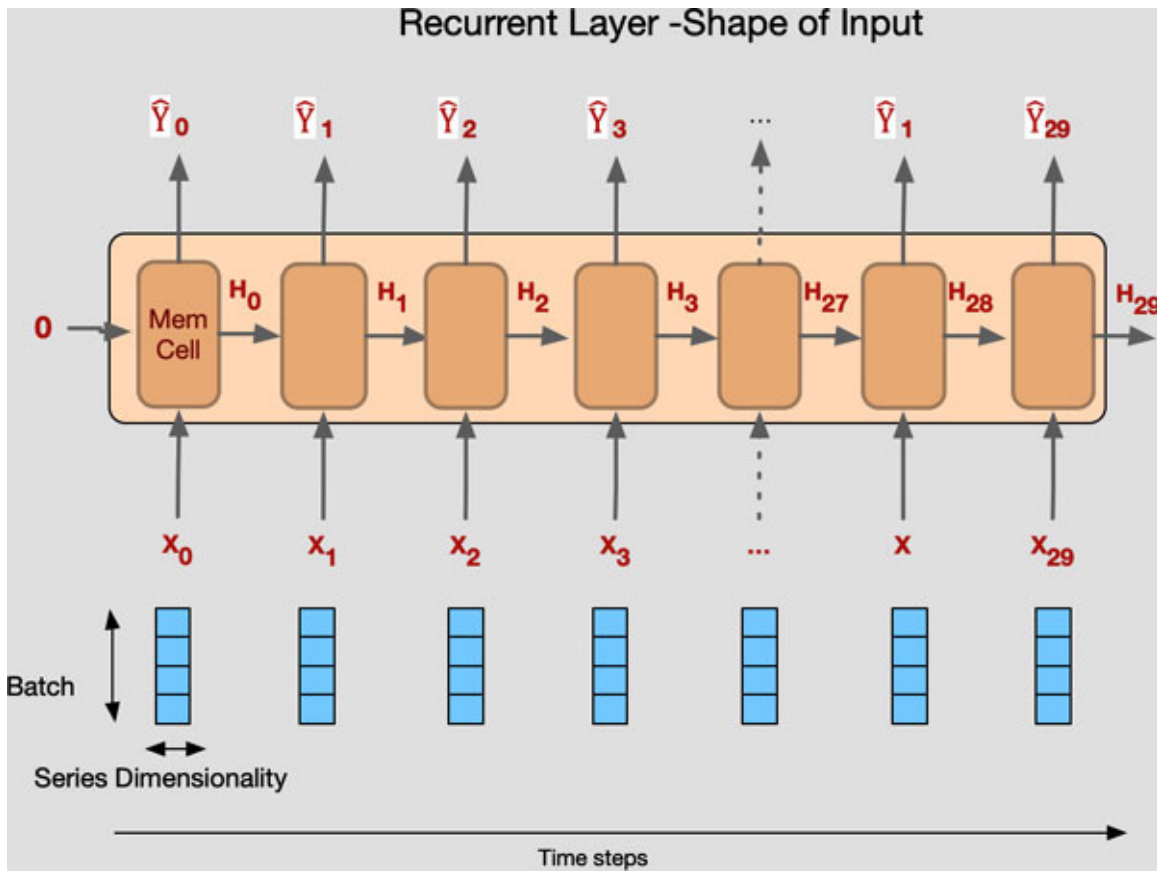 Recurrent Layer -Shape of Input
Ŷ0 Ŷ1 Ŷ2 Ŷ3 ... Ŷ1 Ŷ29
0 Mem Cell H0 H1 H2 H3 H27 H28 H29
X0 X1 X2 X3 ... X X29
Batch
Series Dimensionality
Time steps